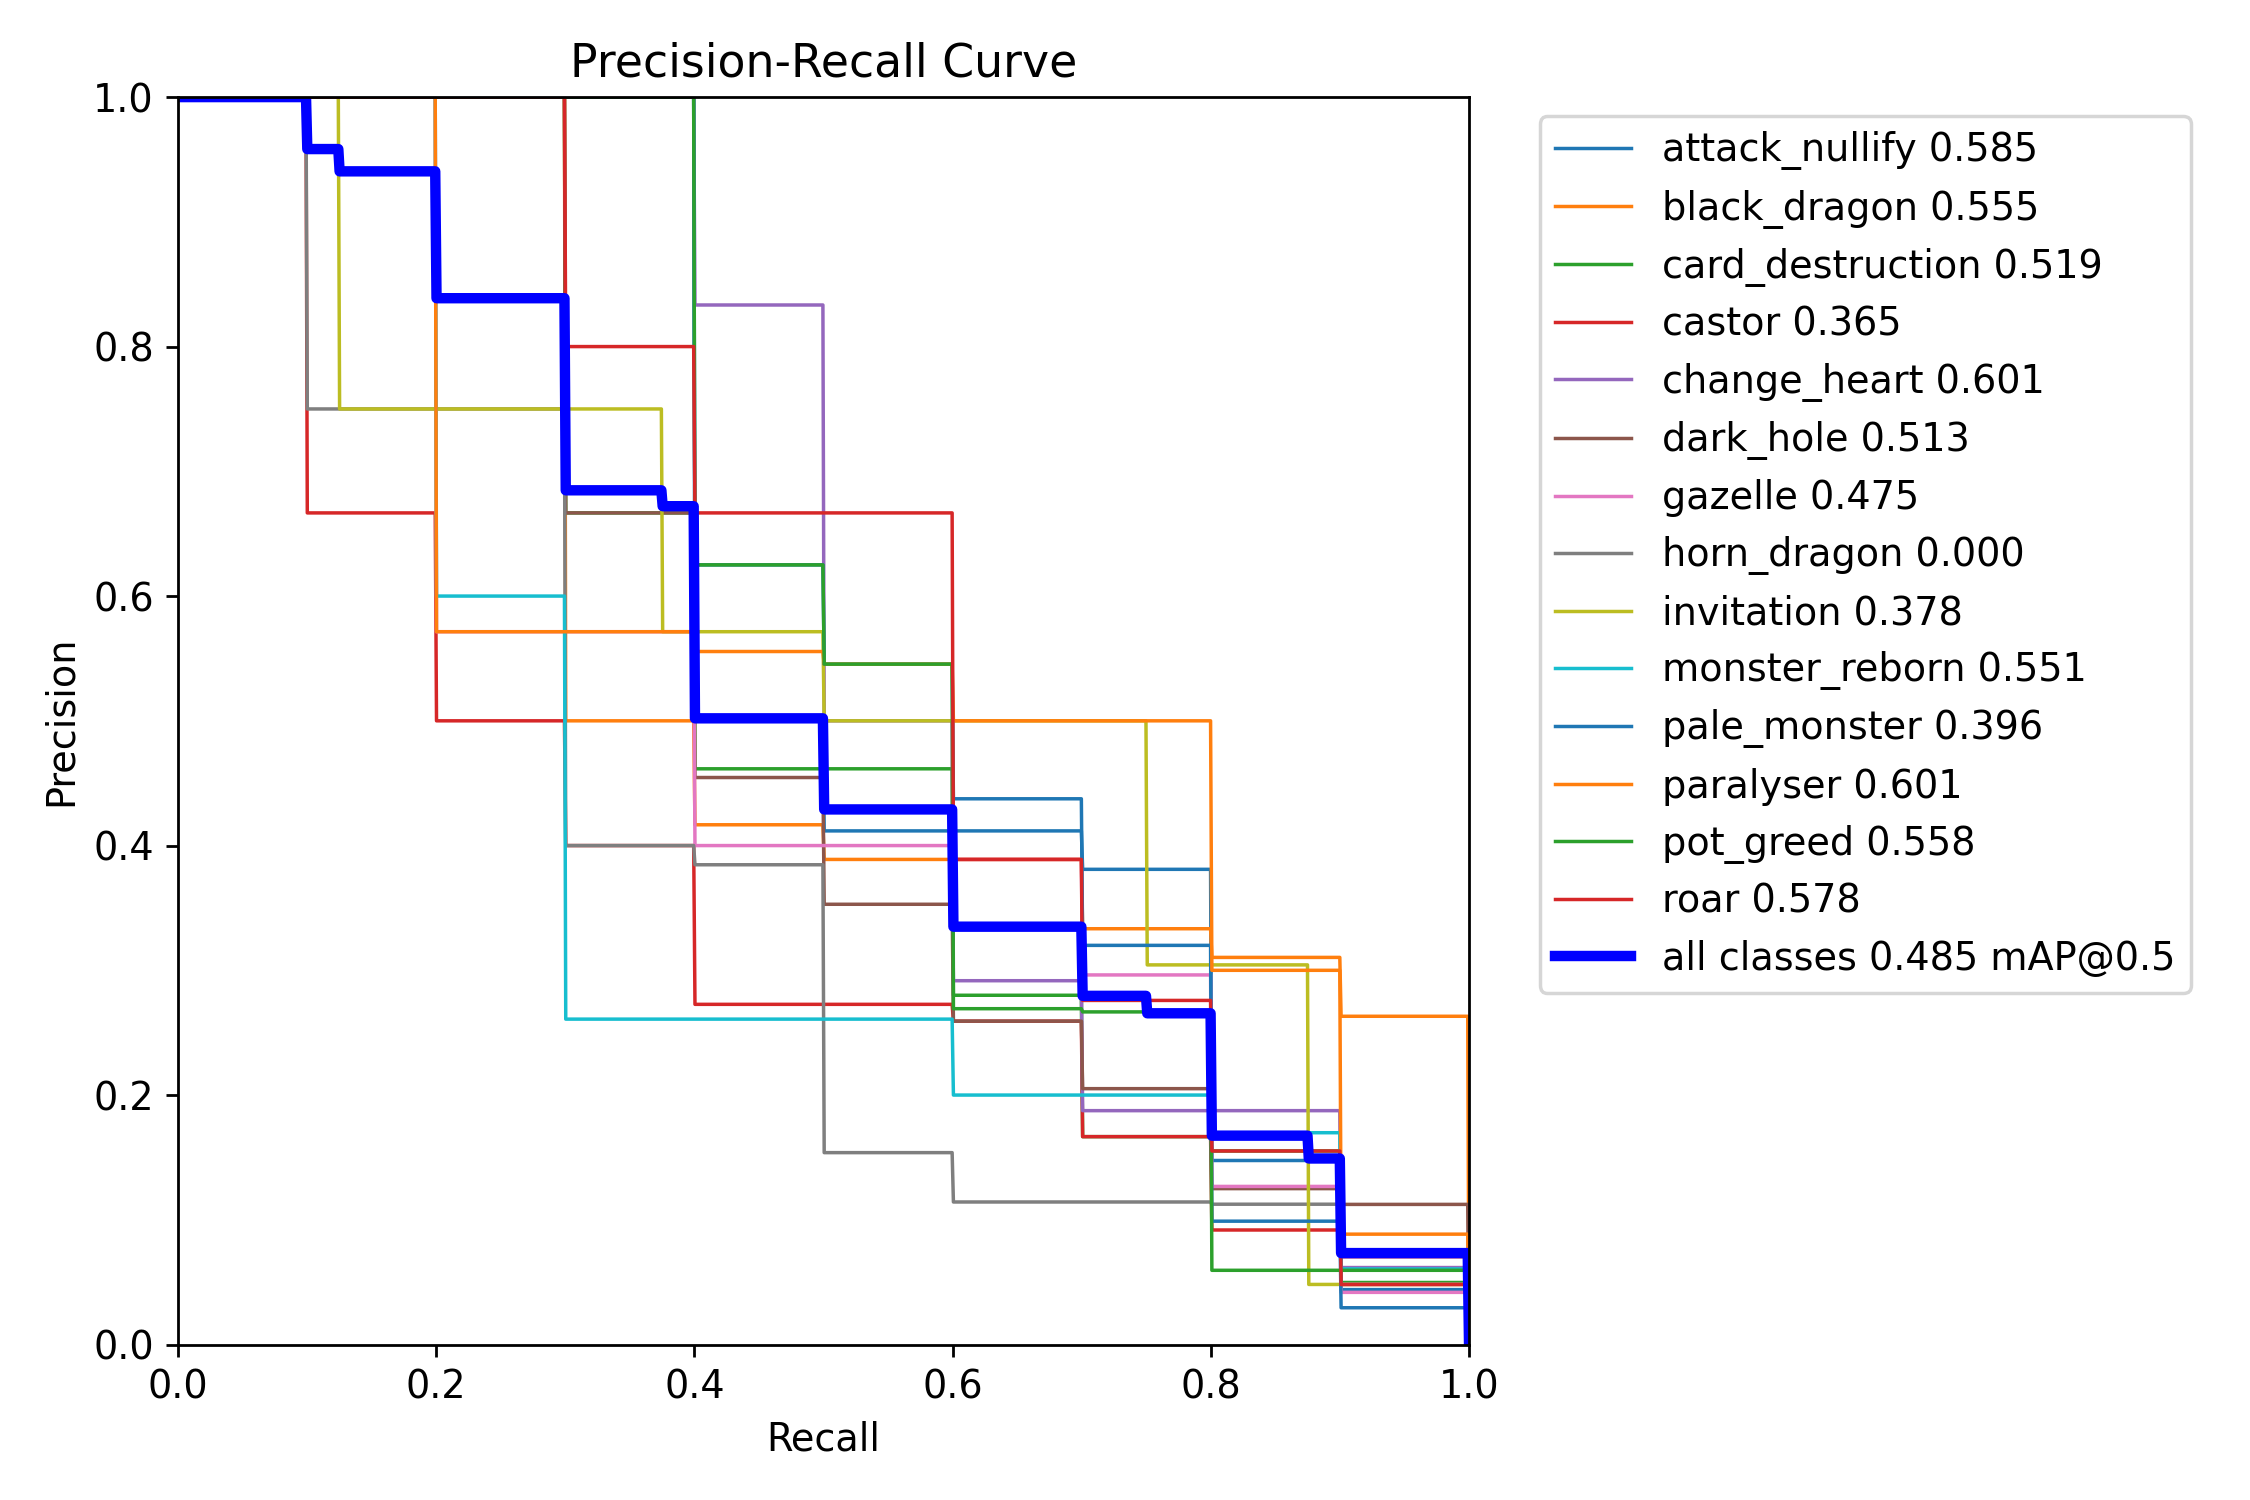 Precision-Recall Curve
1.0
0.8
0.6
0.4
0.2
0.0
Precision
0.0 0.2 0.4 0.6 0.8 1.0
Recall
attack_nullify 0.585
black_dragon 0.555
card_destruction 0.519
castor 0.365
change_heart 0.601
dark_hole 0.513
gazelle 0.475
horn_dragon 0.000
invitation 0.378
monster_reborn 0.551
pale_monster 0.396
paralyser 0.601
pot_greed 0.558
roar 0.578
all classes 0.485 mAP@0.5